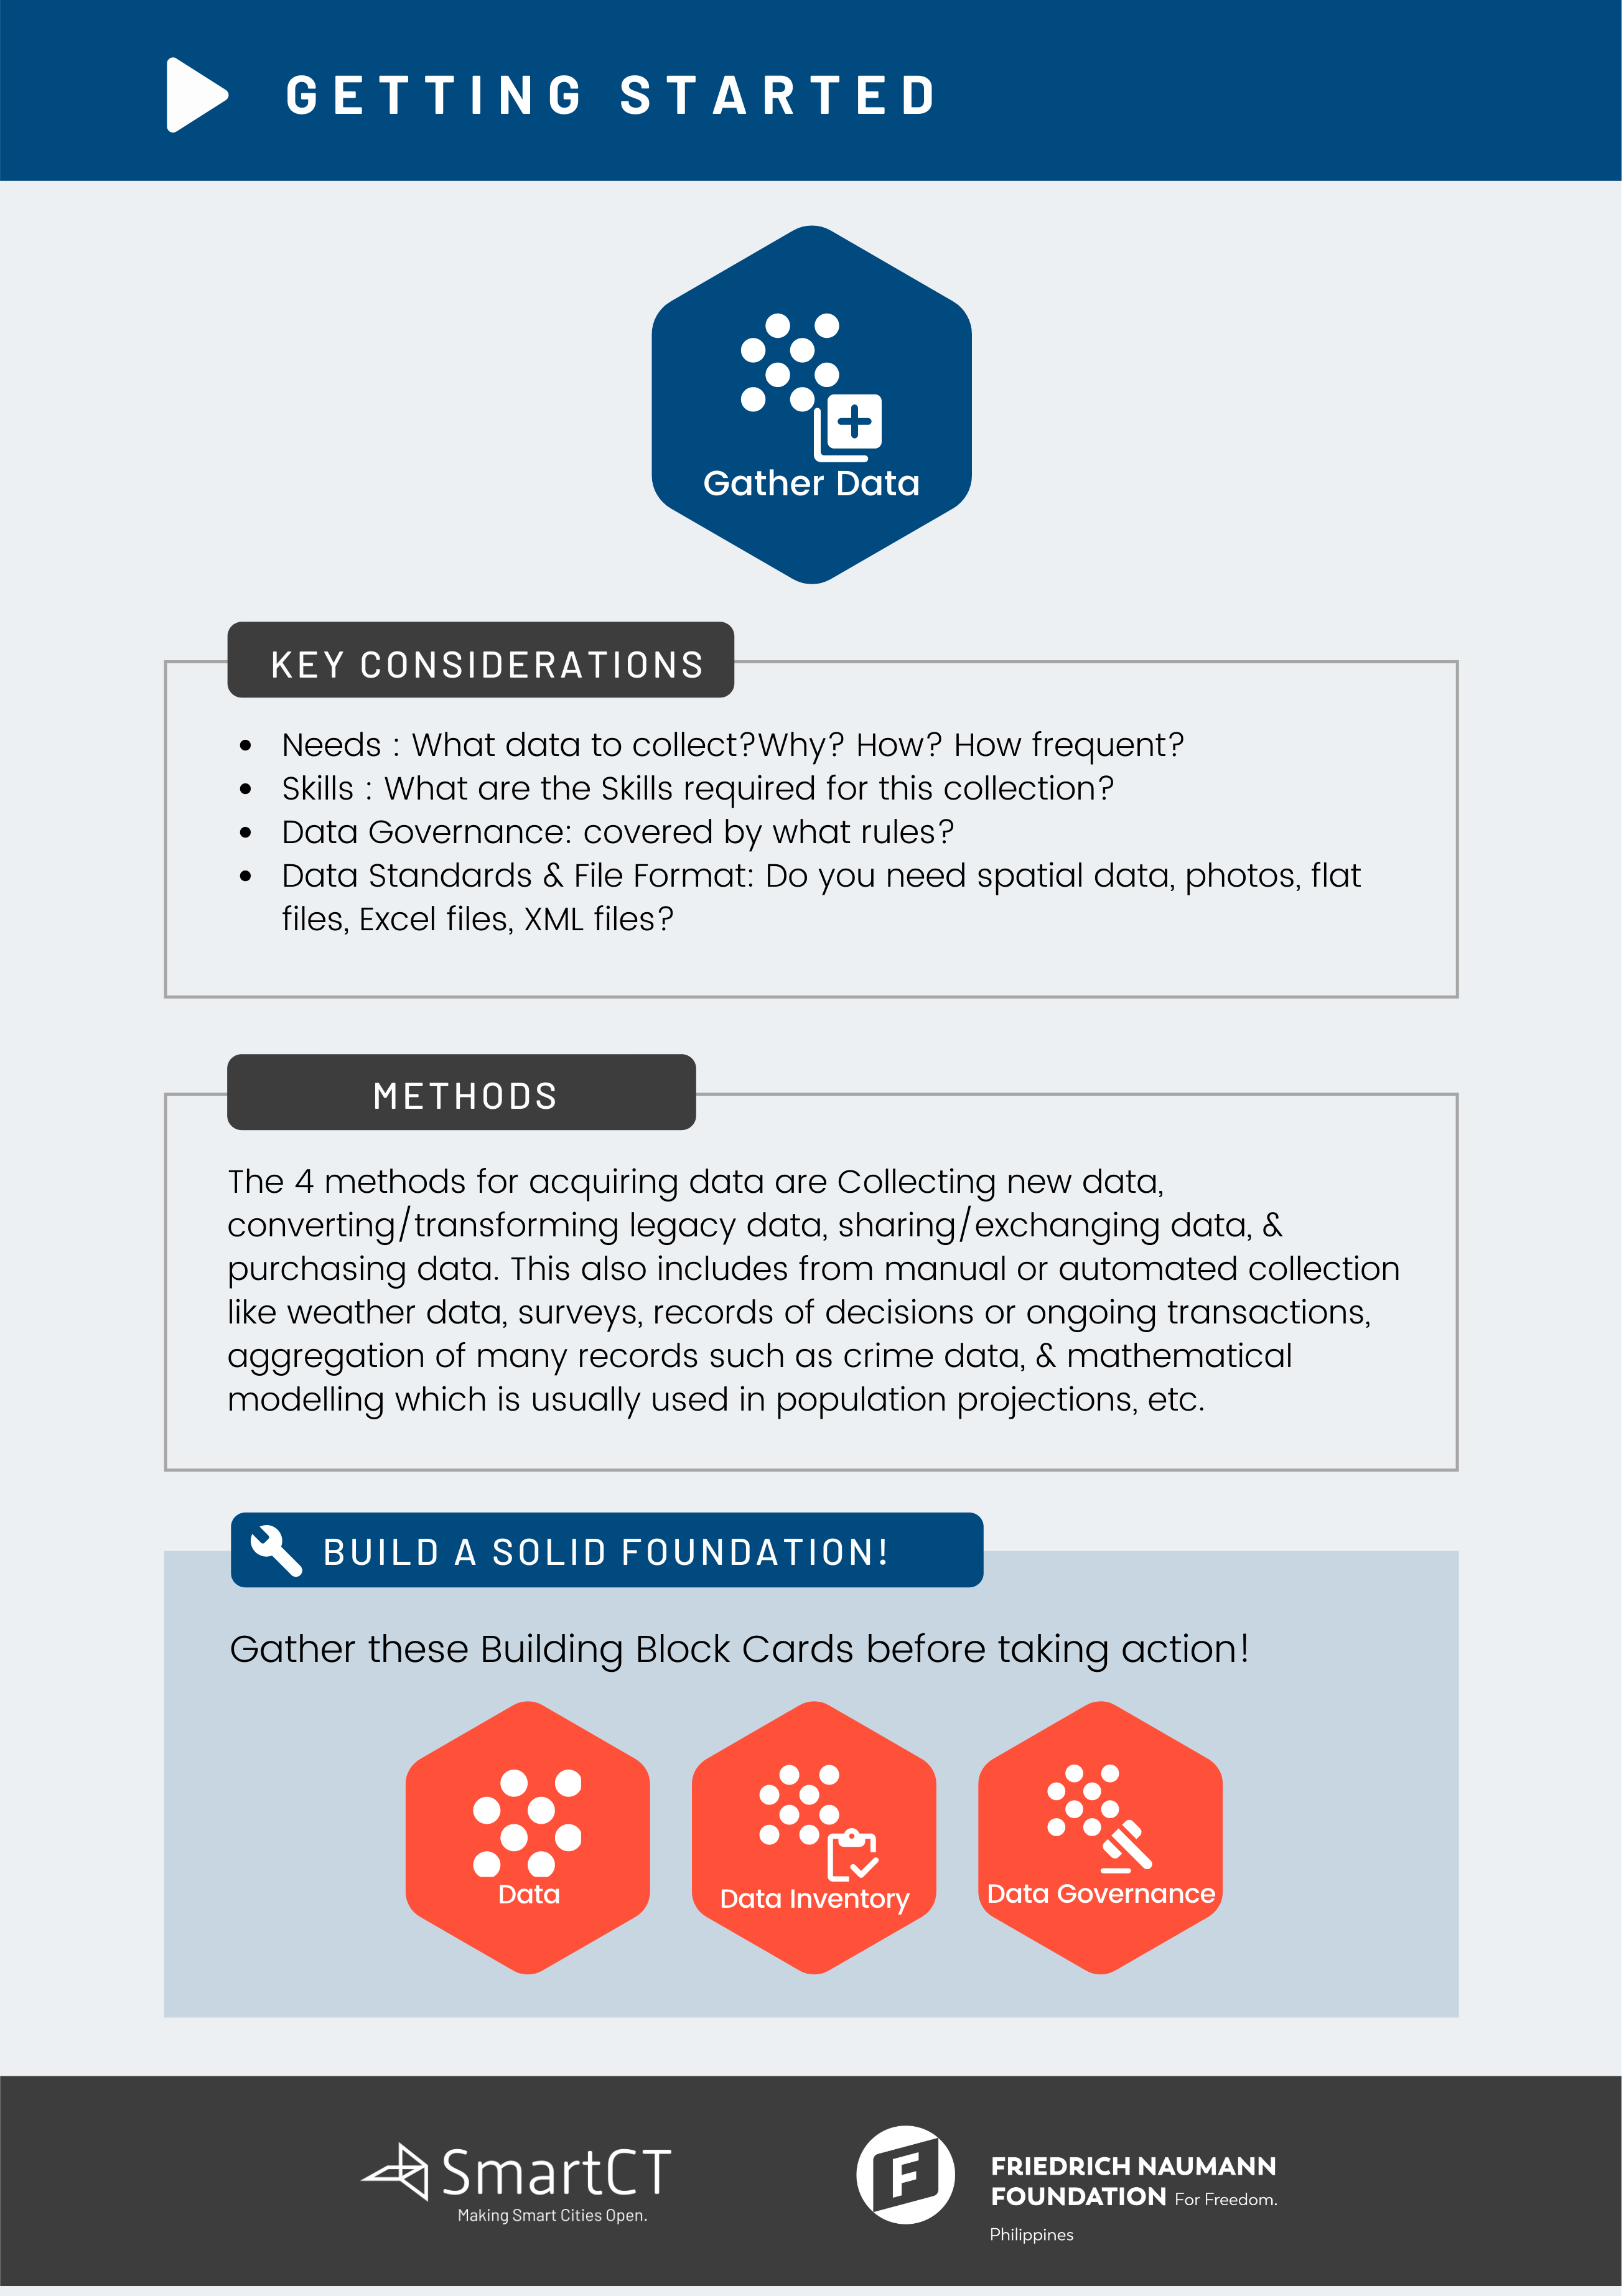 GETTING STARTED
Gather Data
KEY CONSIDERATIONS
• Needs : What data to collect?Why? How? How frequent?
• Skills : What are the Skills required for this collection?
• Data Governance: covered by what rules?
• Data Standards & File Format: Do you need spatial data, photos, flat
files, Excel files, XML files?
METHODS
The 4 methods for acquiring data are Collecting new data,
converting/transforming legacy data, sharing/exchanging data, &
purchasing data. This also includes from manual or automated collection
like weather data, surveys, records of decisions or ongoing transactions,
aggregation of many records such as crime data, & mathematical
modelling which is usually used in population projections, etc.
BUILD A SOLID FOUNDATION!
Gather these Building Block Cards before taking action!
Data
Data Inventory
Data Governance
SmartCT
Making Smart Cities Open.
F
FRIEDRICH NAUMANN
FOUNDATION For Freedom.
Philippines